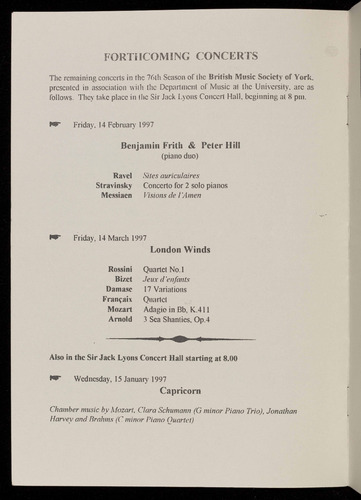 FORTHCOMING CONCERTS
The remaining concerts in the 76th Season of the British Music Society of York,
presented in association with the Department of Music at the University, are as
follows. They take place in the Sir Jack Lyons Concert Hall, beginning at 8 pm.
☞ Friday, 14 February 1997
Benjamin Frith & Peter Hill
(piano duo)
Ravel Sites auriculaires
Stravinsky Concerto for 2 solo pianos
Messiaen Visions de l'Amen
☞ Friday, 14 March 1997
London Winds
Rossini Quartet No.1
Bizet Jeux d'enfants
Damase 17 Variations
Françaix Quartet
Mozart Adagio in Bb, K.411
Arnold 3 Sea Shanties, Op.4
Also in the Sir Jack Lyons Concert Hall starting at 8.00
☞ Wednesday, 15 January 1997
Capricorn
Chamber music by Mozart, Clara Schumann (G minor Piano Trio), Jonathan
Harvey and Brahms (C minor Piano Quartet)